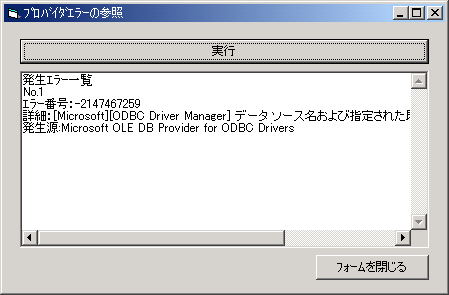 ﾌﾟﾛﾊﾞｲﾀﾞｴﾗｰの参照
実行
発生ｴﾗｰ一覧
No.1
ｴﾗｰ番号:-2147467259
詳細:[Microsoft][ODBC Driver Manager] データ ソース名および指定された
発生源:Microsoft OLE DB Provider for ODBC Drivers
ﾌｫｰﾑを閉じる